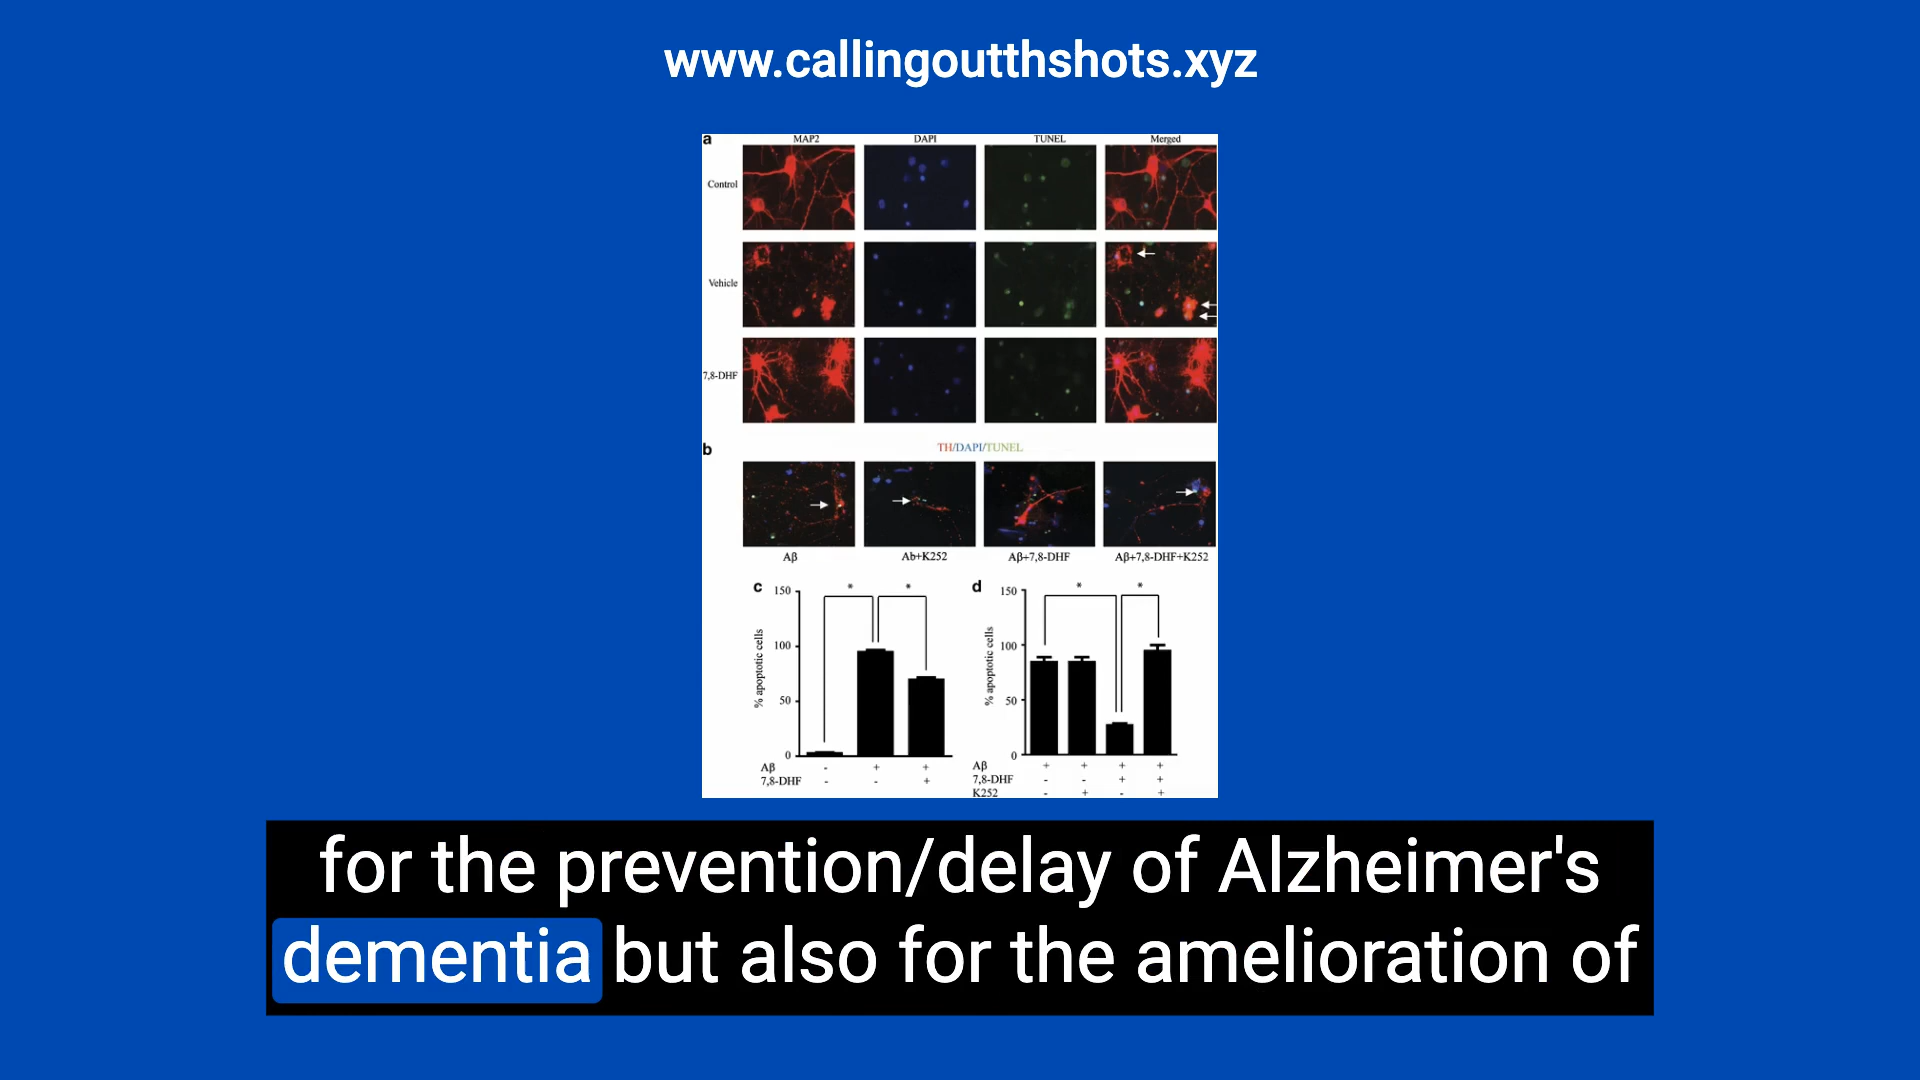 www.callingoutthshots.xyz
a MAP2 DAPI TUNEL Merged
Control
Vehicle
7,8-DHF
b TH/DAPI/TUNEL
Aβ Ab+K252 Aβ+7,8-DHF Aβ+7,8-DHF+K252
c
150
* *
100
50
0
% apoptotic cells
Aβ - + +
7,8-DHF - - +
d
150
* *
100
50
0
% apoptotic cells
Aβ + + + +
7,8-DHF - - + +
K252 - + - +
for the prevention/delay of Alzheimer's
dementia but also for the amelioration of